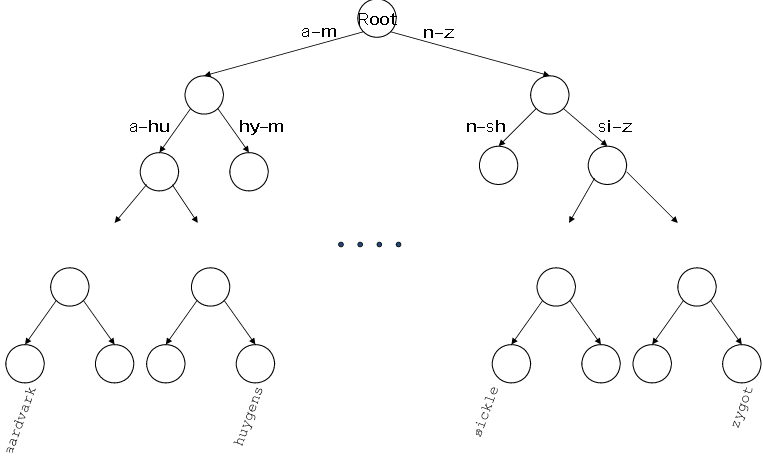 Root
a-m
n-z
a-hu
hy-m
n-sh
si-z
aardvark
huygens
sickle
zygot